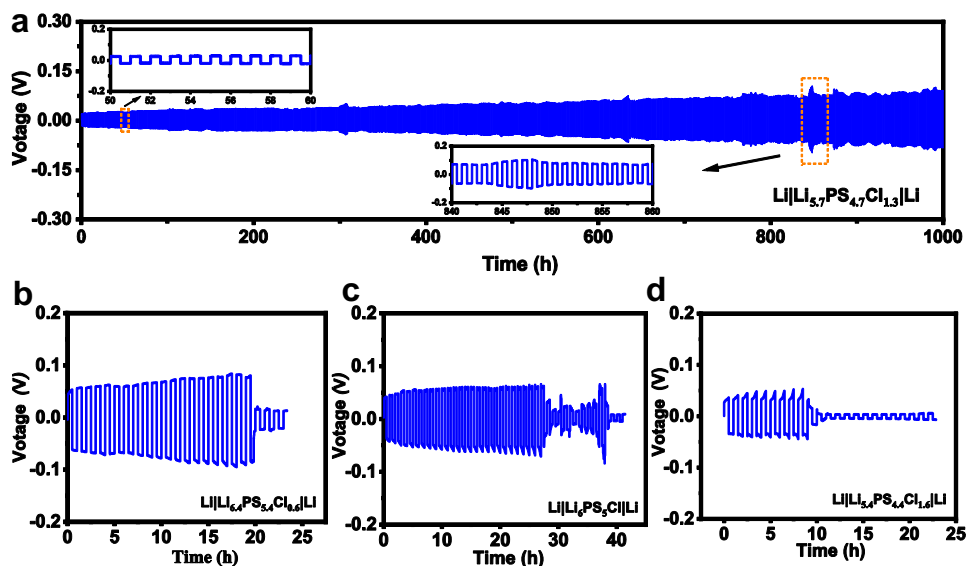 a
Votage (V)
0.30
0.15
0.00
-0.15
-0.30
0.2
0.0
-0.2
50 52 54 56 58 60
0.2
0.0
-0.2
840 845 850 855 860
Li|Li5.7PS4.7Cl1.3|Li
0 200 400 600 800 1000
Time (h)
b
Votage (V)
0.2
0.1
0.0
-0.1
-0.2
Li|Li6.4PS5.4Cl0.6|Li
0 5 10 15 20 25
Time (h)
c
Votage (V)
0.2
0.1
0.0
-0.1
-0.2
Li|Li6PS5Cl|Li
0 10 20 30 40
Time (h)
d
Votage (V)
0.2
0.1
0.0
-0.1
-0.2
Li|Li5.4PS4.4Cl1.6|Li
0 5 10 15 20 25
Time (h)